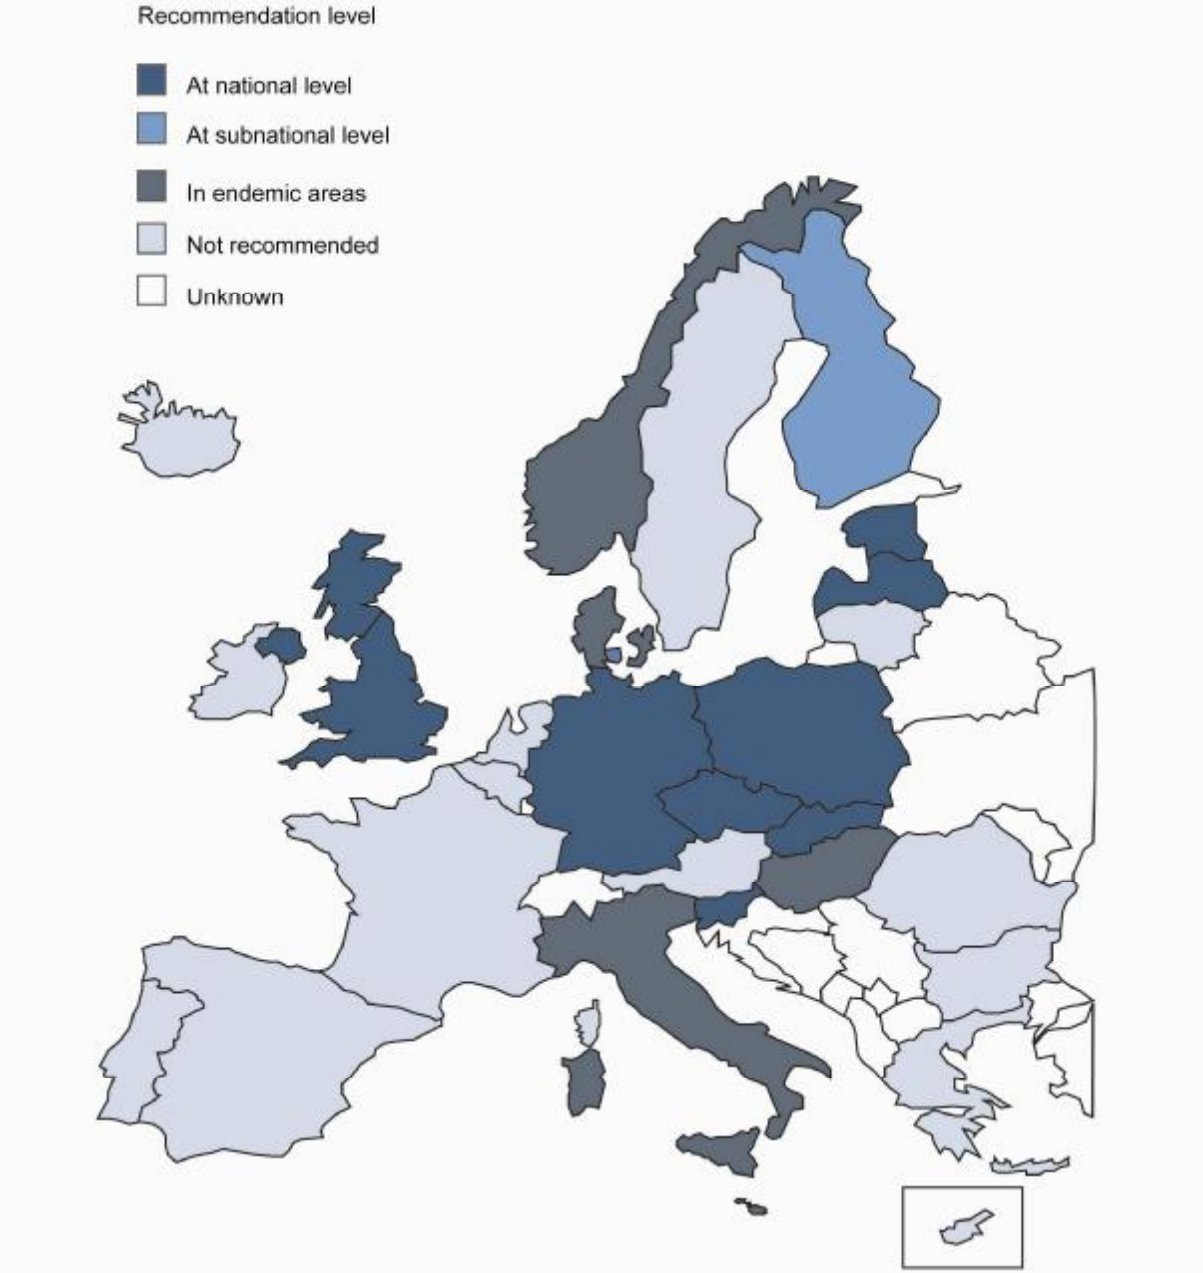 Recommendation level
At national level
At subnational level
In endemic areas
Not recommended
Unknown